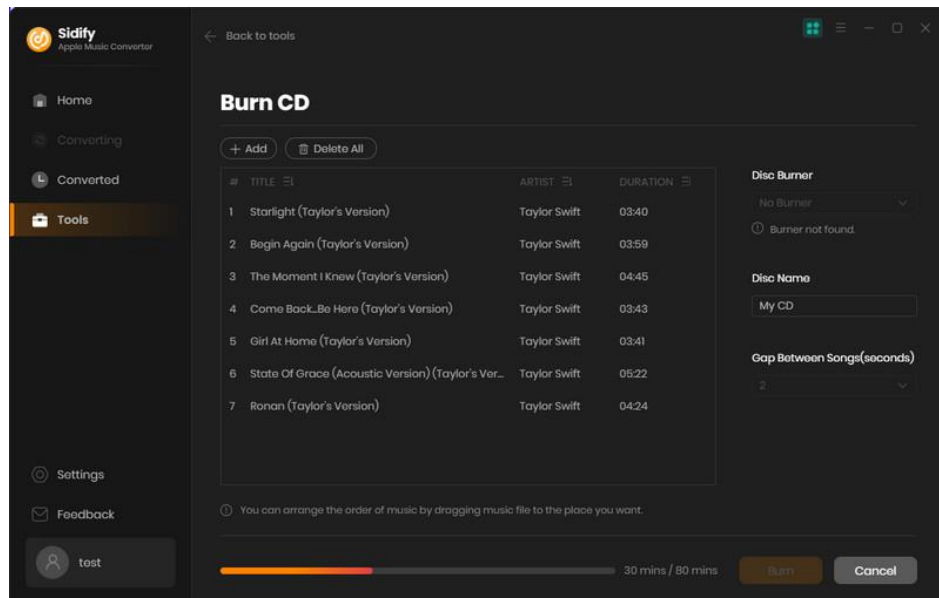 Sidify
Apple Music Converter
Back to tools
Home
Converting
Converted
Tools
Settings
Feedback
test
Burn CD
+ Add
Delete All
# TITLE ARTIST DURATION
1 Starlight (Taylor's Version) Taylor Swift 03:40
2 Begin Again (Taylor's Version) Taylor Swift 03:59
3 The Moment I Knew (Taylor's Version) Taylor Swift 04:45
4 Come Back...Be Here (Taylor's Version) Taylor Swift 03:43
5 Girl At Home (Taylor's Version) Taylor Swift 03:41
6 State Of Grace (Acoustic Version) (Taylor's Ver... Taylor Swift 05:22
7 Ronan (Taylor's Version) Taylor Swift 04:24
Disc Burner
No Burner
Burner not found.
Disc Name
My CD
Gap Between Songs(seconds)
2
You can arrange the order of music by dragging music file to the place you want.
30 mins / 80 mins
Burn
Cancel